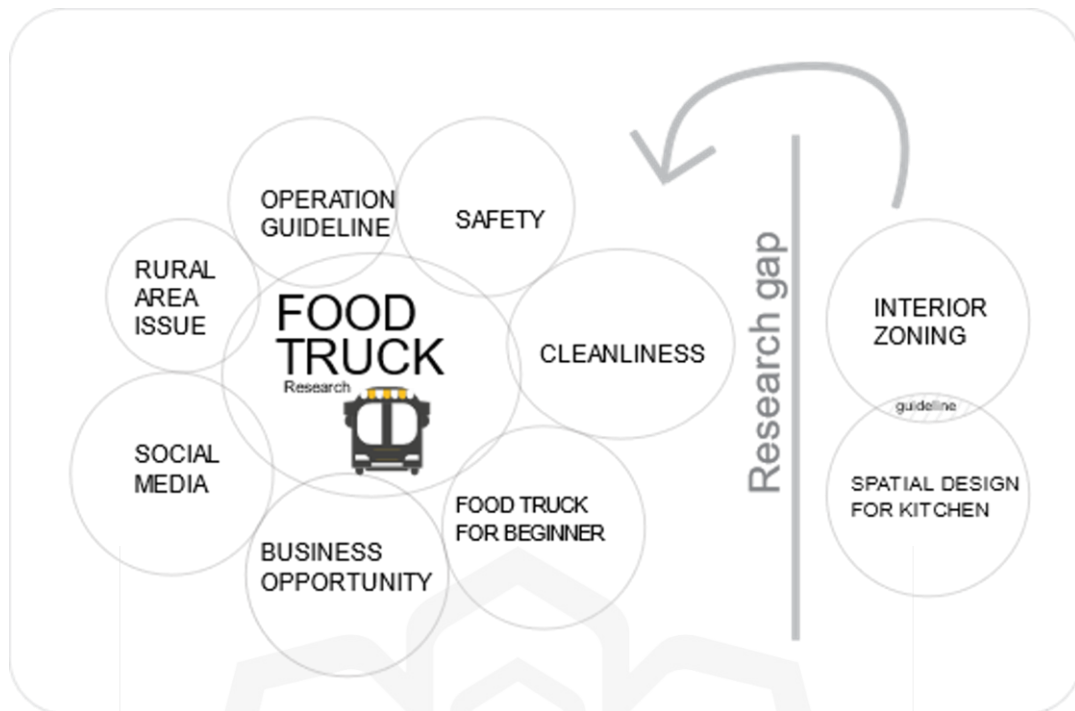 OPERATION
GUIDELINE
SAFETY
RURAL
AREA
ISSUE
FOOD
TRUCK
Research
CLEANLINESS
SOCIAL
MEDIA
BUSINESS
OPPORTUNITY
FOOD TRUCK
FOR BEGINNER
Research gap
INTERIOR
ZONING
guideline
SPATIAL DESIGN
FOR KITCHEN